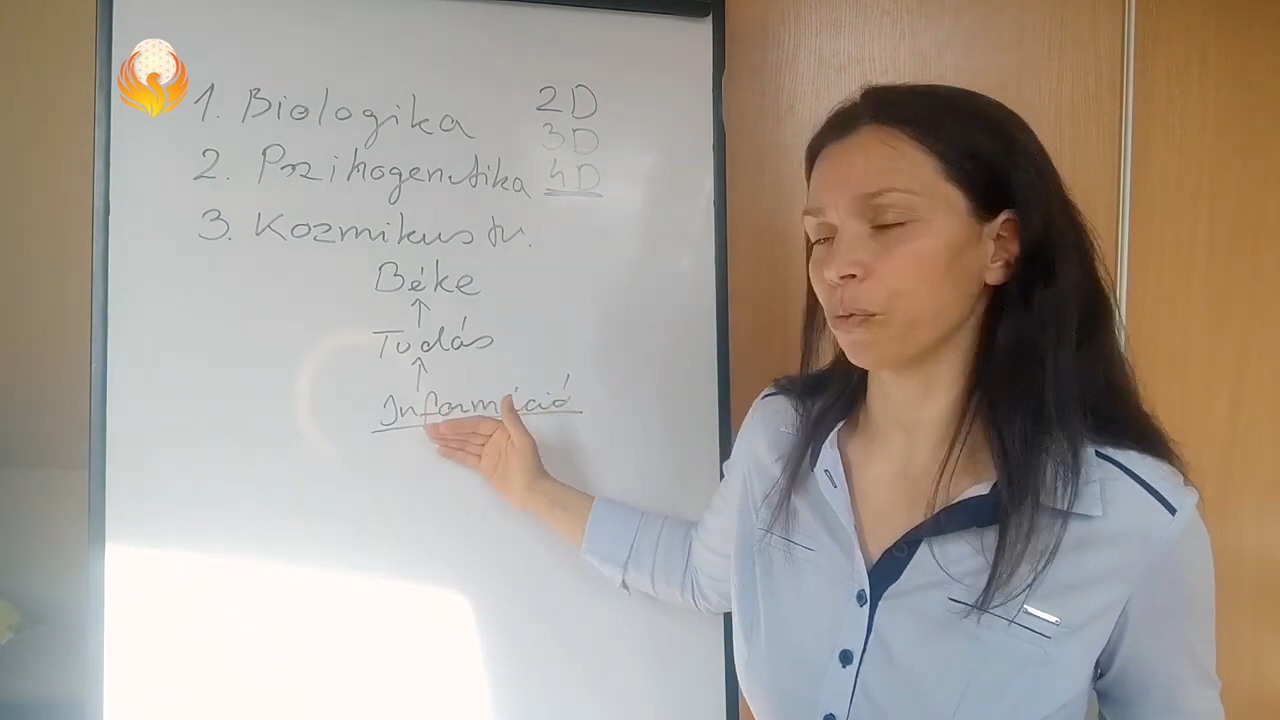 1. Biologika 2D
3D
2. Pszihogenetika 4D
3. Kozmikus tv.
Béke
↑
Tudás
↑
Információ